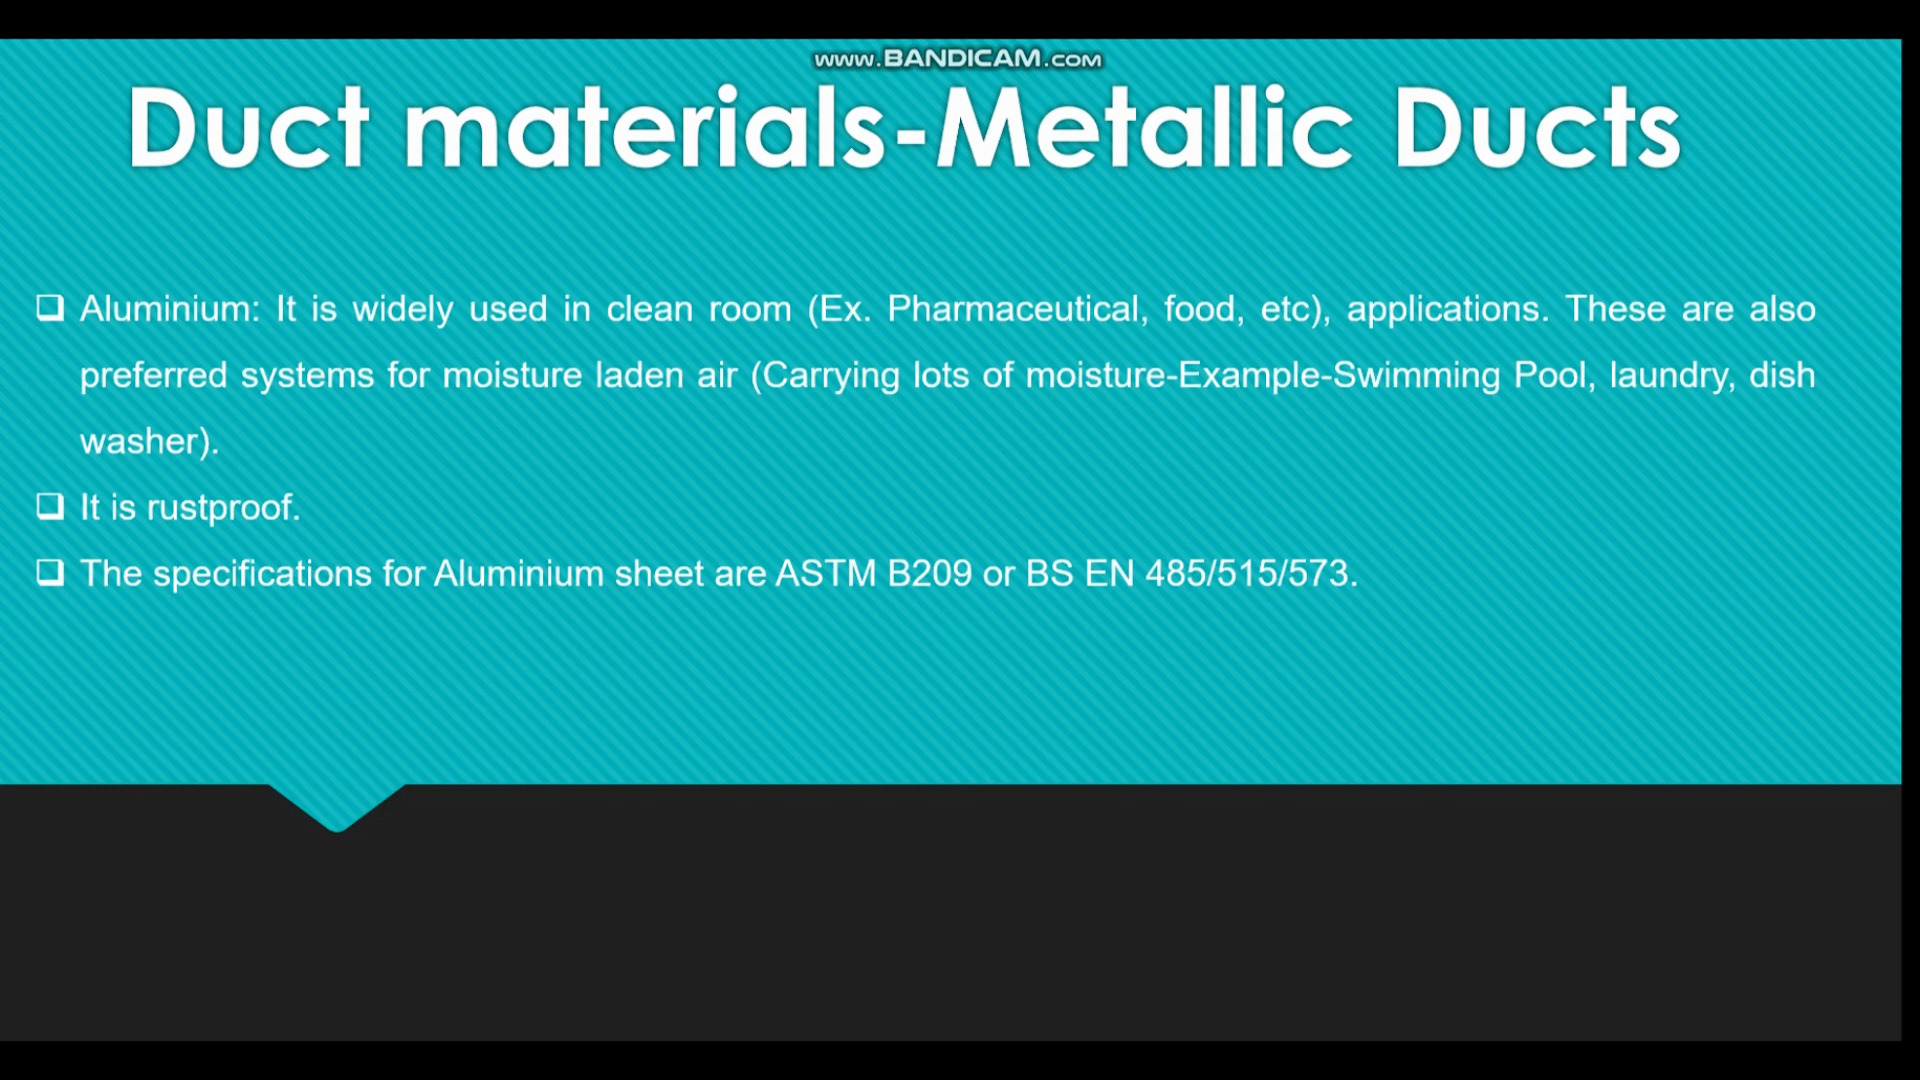 www.BANDICAM.com
Duct materials-Metallic Ducts
❑ Aluminium: It is widely used in clean room (Ex. Pharmaceutical, food, etc), applications. These are also
preferred systems for moisture laden air (Carrying lots of moisture-Example-Swimming Pool, laundry, dish
washer).
❑ It is rustproof.
❑ The specifications for Aluminium sheet are ASTM B209 or BS EN 485/515/573.